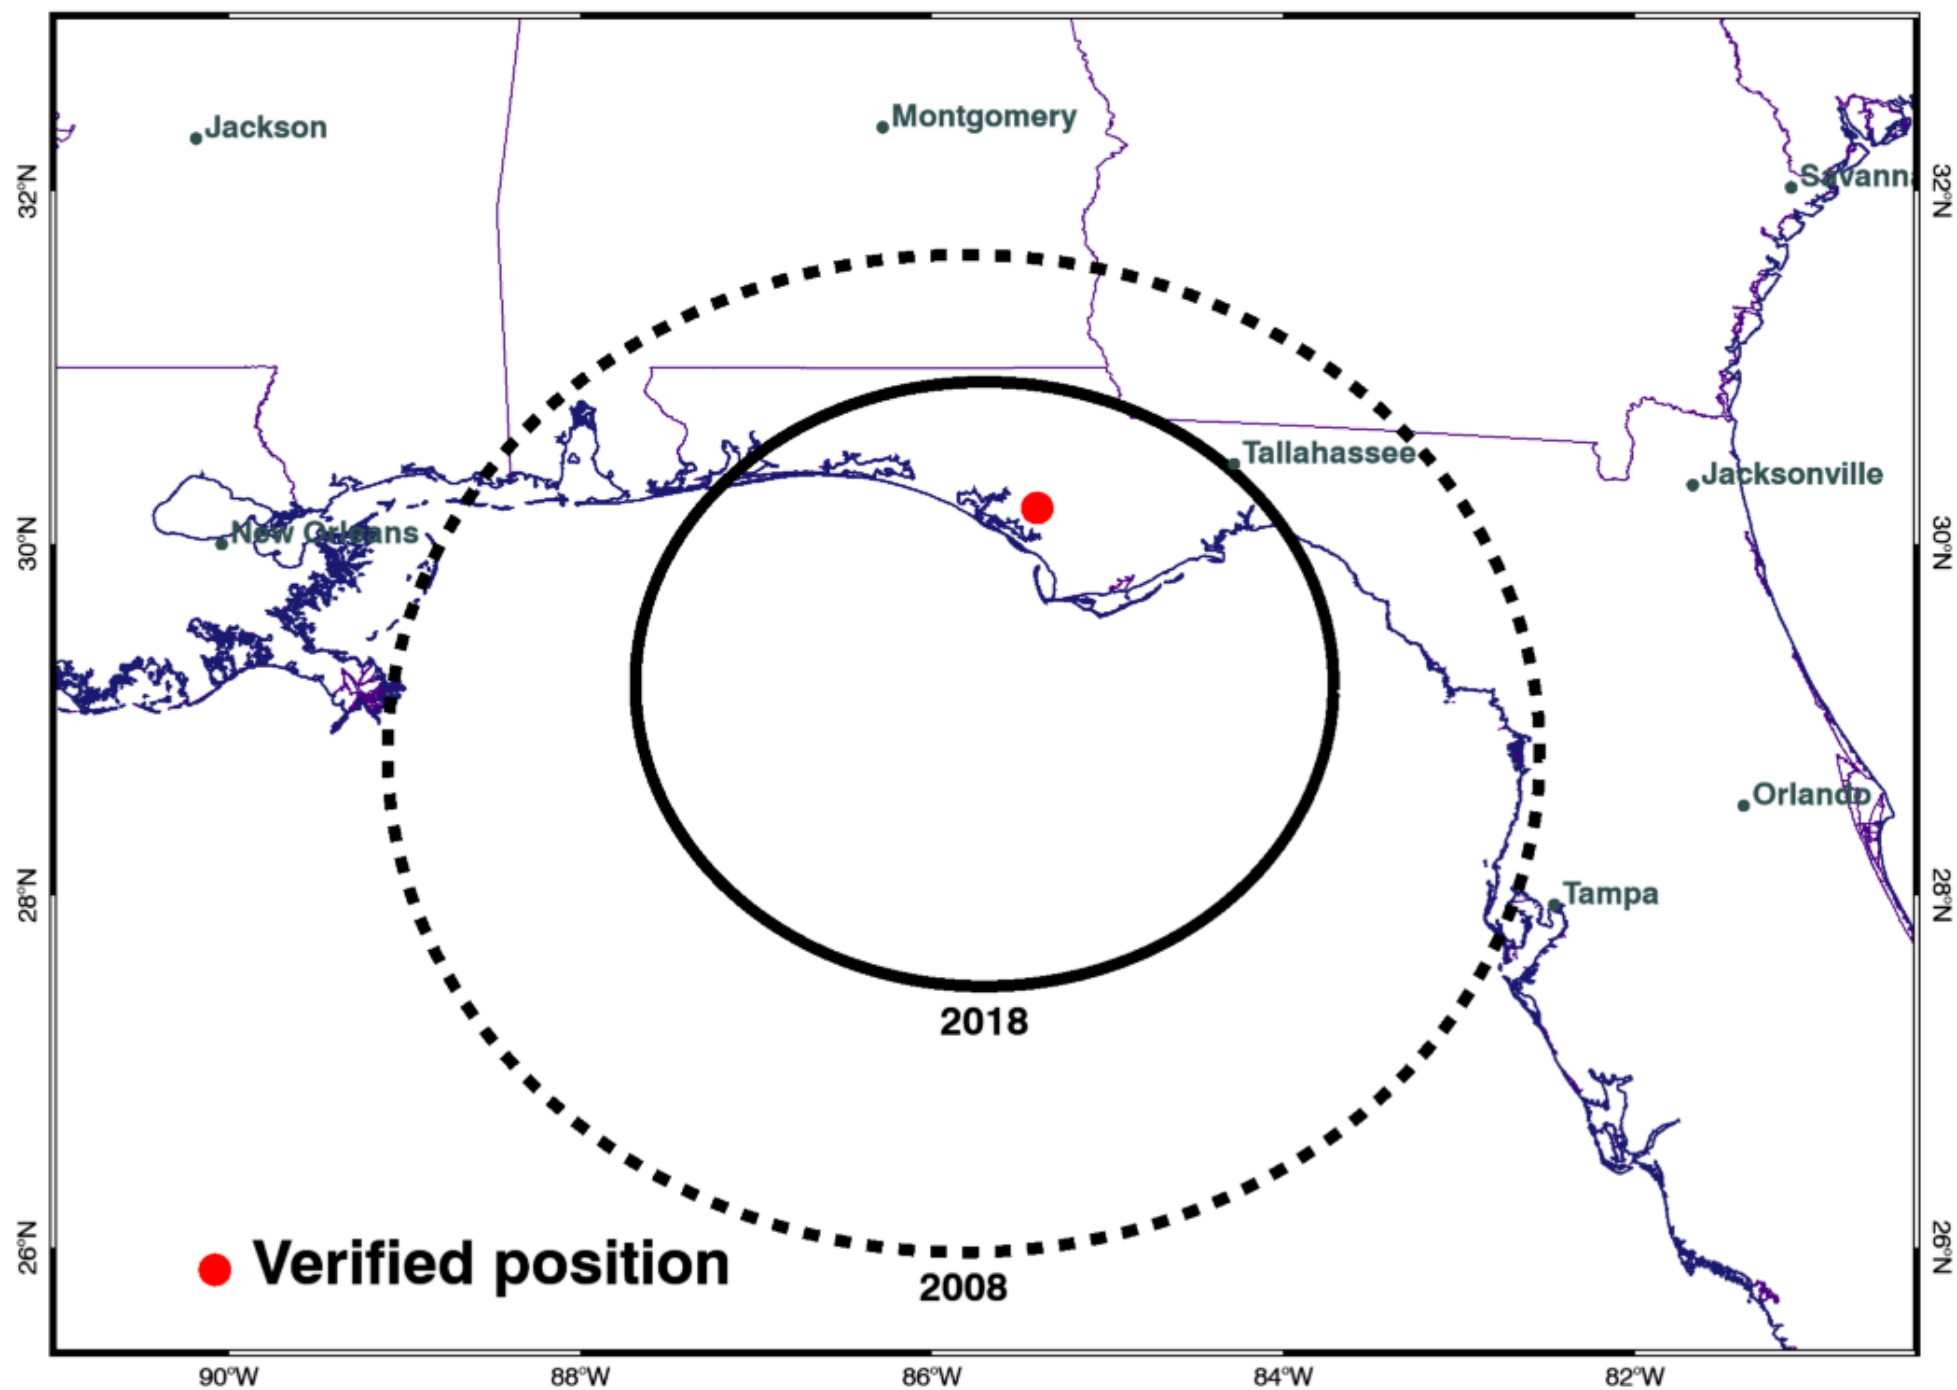 Jackson
Montgomery
32°N
Savann
32°N
Tallahassee
Jacksonville
New Orleans
30°N
30°N
Orlando
28°N
Tampa
28°N
2018
26°N
Verified position
2008
26°N
90°W
88°W
86°W
84°W
82°W